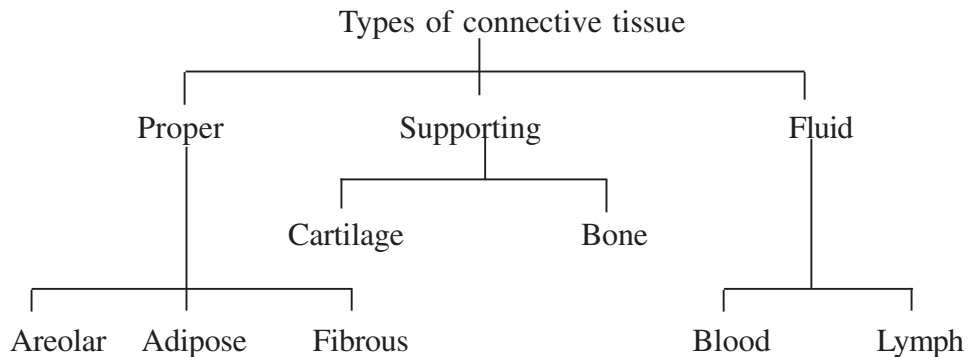 Types of connective tissue
Proper Supporting Fluid
Cartilage Bone
Areolar Adipose Fibrous Blood Lymph